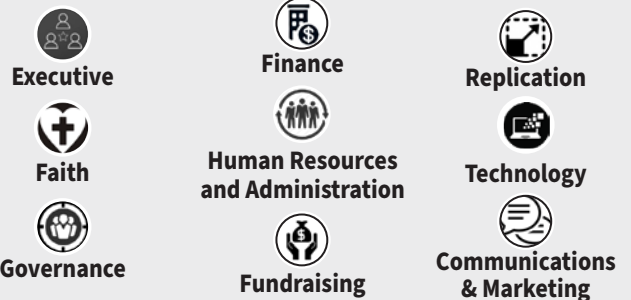 Executive
Faith
Governance
Finance
Human Resources
and Administration
Fundraising
Replication
Technology
Communications
& Marketing